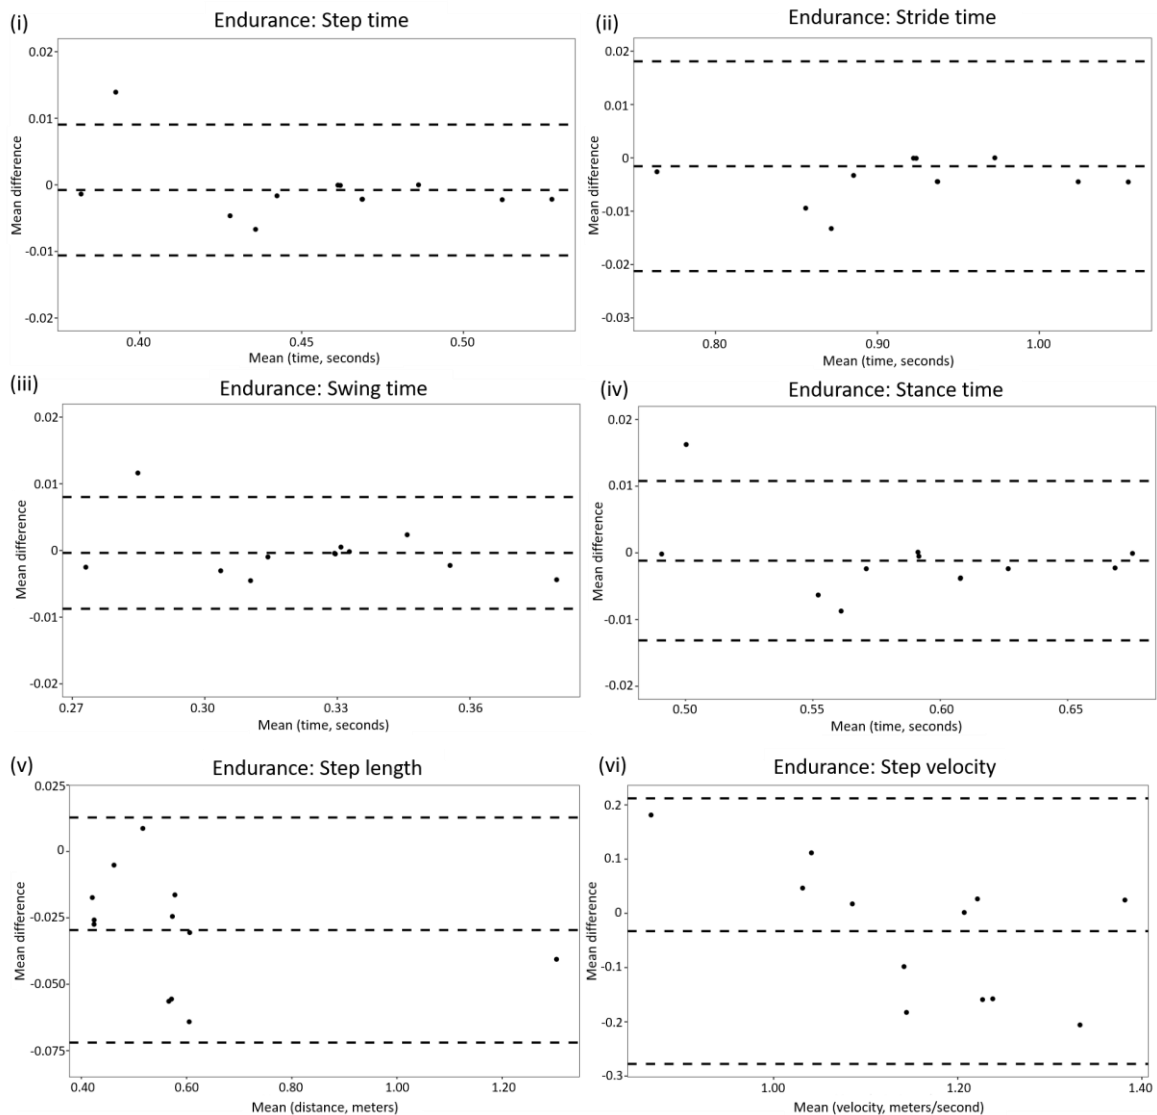 (i) Endurance: Step time
0.02
0.01
0
-0.01
-0.02
Mean difference
0.40 0.45 0.50
Mean (time, seconds)
(ii) Endurance: Stride time
0.02
0.01
0
-0.01
-0.02
-0.03
Mean difference
0.80 0.90 1.00
Mean (time, seconds)
(iii) Endurance: Swing time
0.02
0.01
0
-0.01
-0.02
Mean difference
0.27 0.30 0.33 0.36
Mean (time, seconds)
(iv) Endurance: Stance time
0.02
0.01
0
-0.01
-0.02
Mean difference
0.50 0.55 0.60 0.65
Mean (time, seconds)
(v) Endurance: Step length
0.025
0
-0.025
-0.050
-0.075
Mean difference
0.40 0.60 0.80 1.00 1.20
Mean (distance, meters)
(vi) Endurance: Step velocity
0.2
0.1
0
-0.1
-0.2
-0.3
Mean difference
1.00 1.20 1.40
Mean (velocity, meters/second)